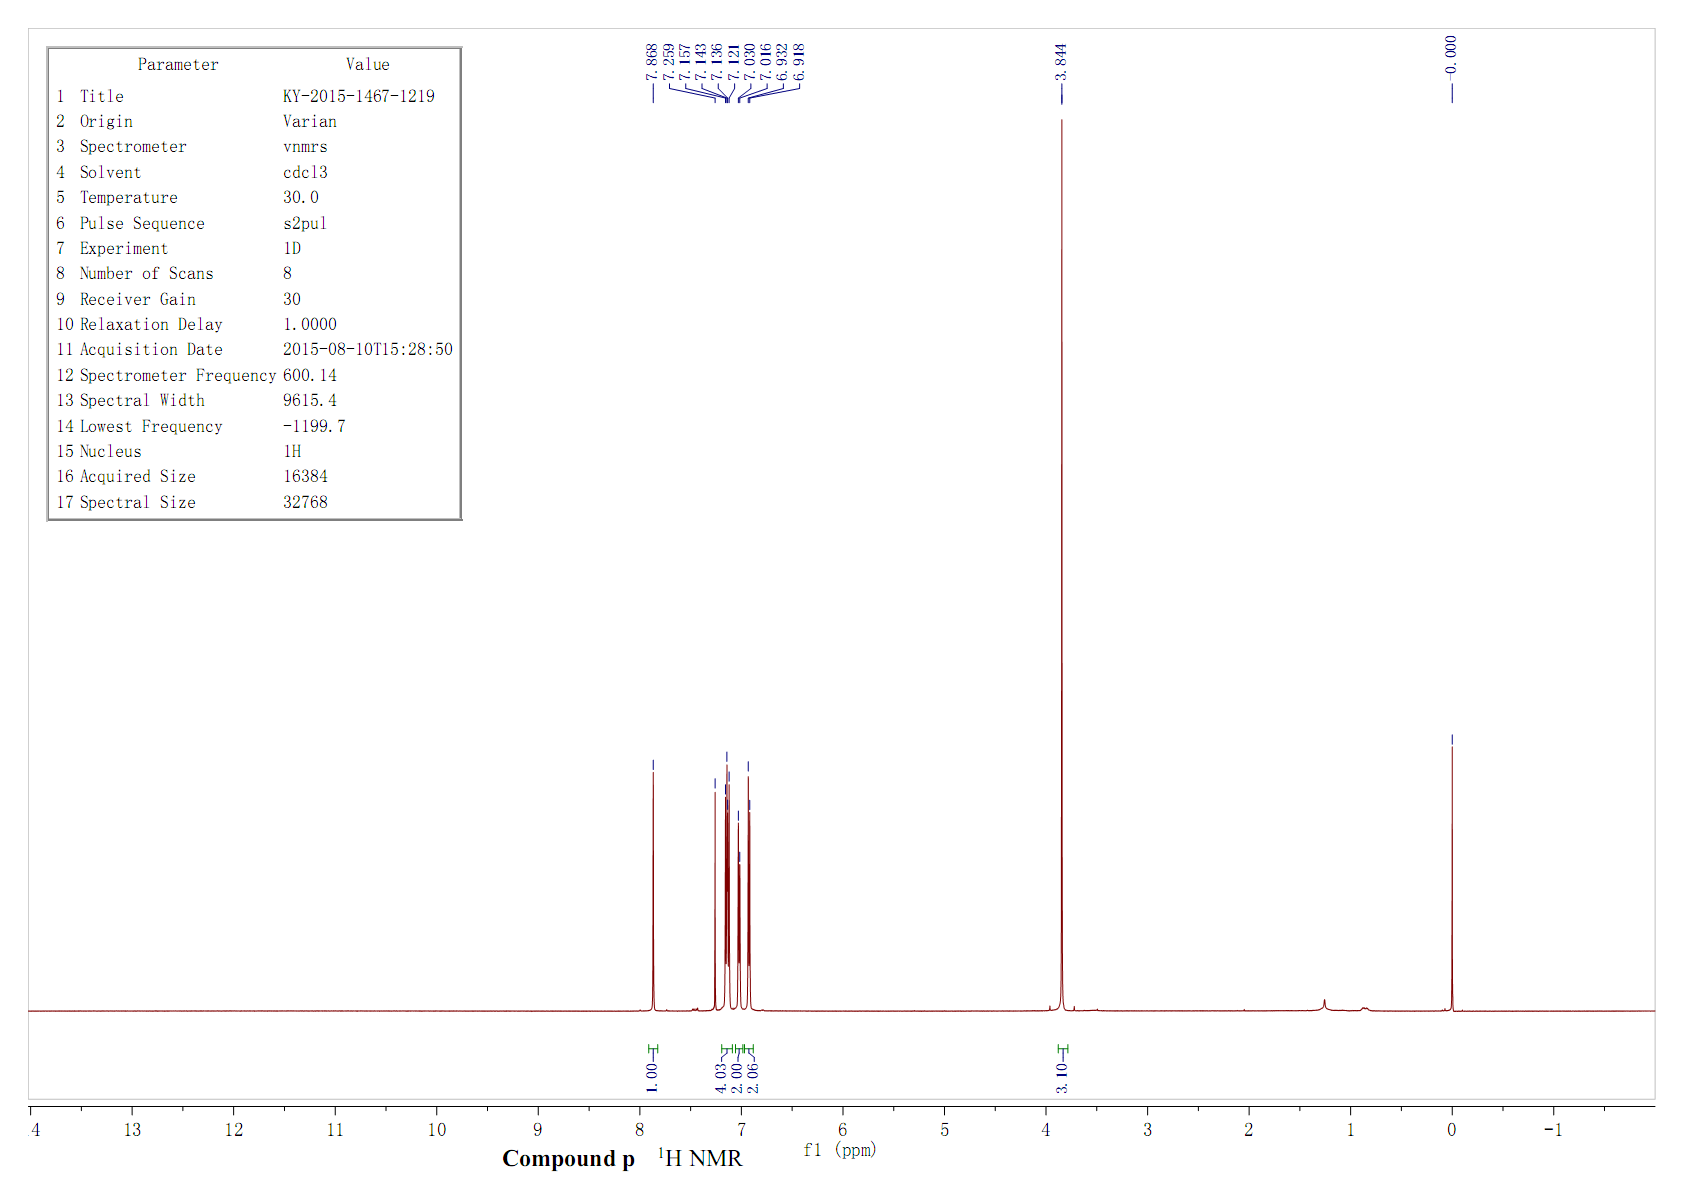 Parameter Value
1 Title KY-2015-1467-1219
2 Origin Varian
3 Spectrometer vnmrs
4 Solvent cdcl3
5 Temperature 30.0
6 Pulse Sequence s2pul
7 Experiment 1D
8 Number of Scans 8
9 Receiver Gain 30
10 Relaxation Delay 1.0000
11 Acquisition Date 2015-08-10T15:28:50
12 Spectrometer Frequency 600.14
13 Spectral Width 9615.4
14 Lowest Frequency -1199.7
15 Nucleus 1H
16 Acquired Size 16384
17 Spectral Size 32768
7.868
7.259
7.157
7.143
7.136
7.121
7.030
7.016
6.932
6.918
3.844
-0.000
1.00
4.03
2.00
2.06
3.10
4 13 12 11 10 9 8 7 6 5 4 3 2 1 0 -1
f1 (ppm)
Compound p ¹H NMR